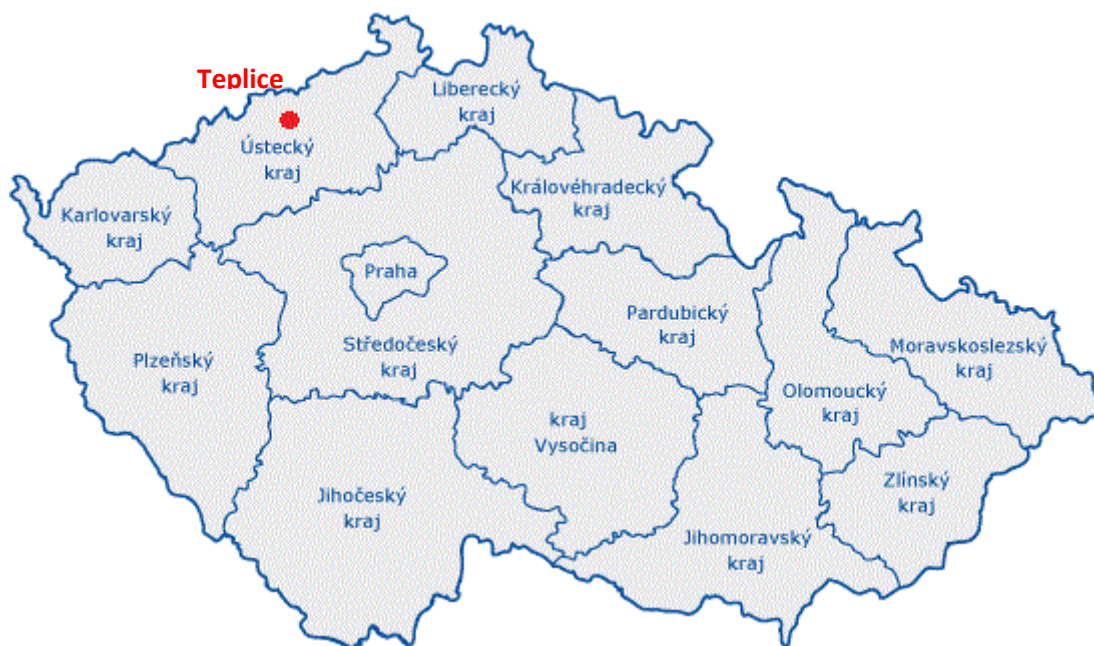 Teplice
Liberecký
kraj
Ústecký
kraj
Královéhradecký
kraj
Karlovarský
kraj
Praha
Pardubický
kraj
Středočeský
kraj
Plzeňský
kraj
Moravskoslezský
kraj
Olomoucký
kraj
kraj
Vysočina
Zlínský
kraj
Jihočeský
kraj
Jihomoravský
kraj